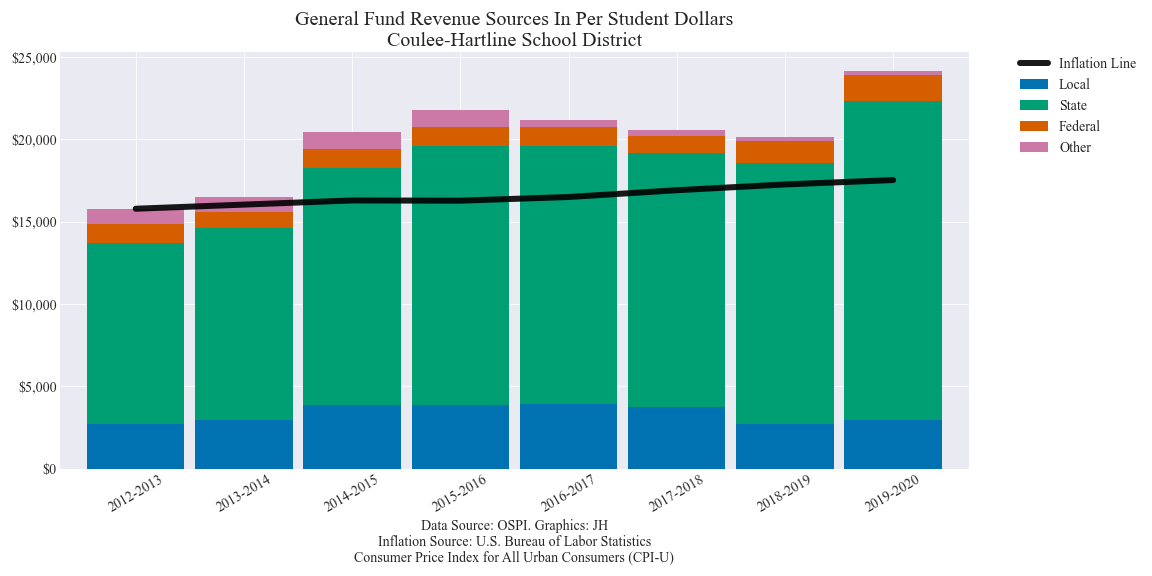 General Fund Revenue Sources In Per Student Dollars
Coulee-Hartline School District
$25,000
$20,000
$15,000
$10,000
$5,000
$0
Inflation Line
Local
State
Federal
Other
2012-2013
2013-2014
2014-2015
2015-2016
2016-2017
2017-2018
2018-2019
2019-2020
Data Source: OSPI. Graphics: JH
Inflation Source: U.S. Bureau of Labor Statistics
Consumer Price Index for All Urban Consumers (CPI-U)